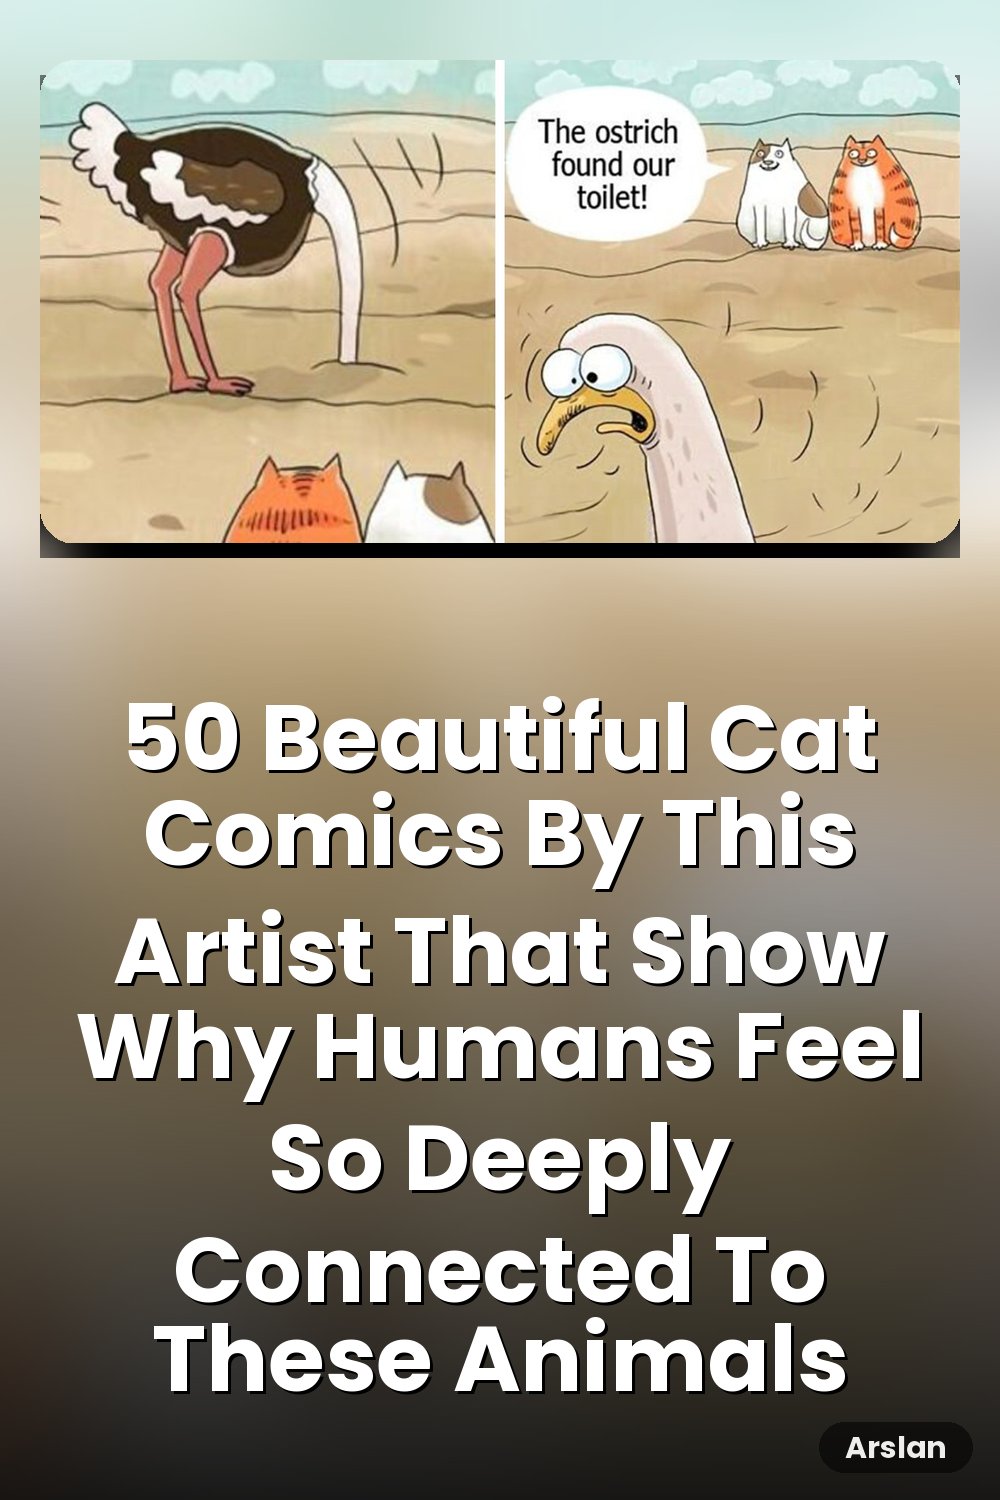 The ostrich
found our
toilet!
50 Beautiful Cat
Comics By This
Artist That Show
Why Humans Feel
So Deeply
Connected To
These Animals
Arslan